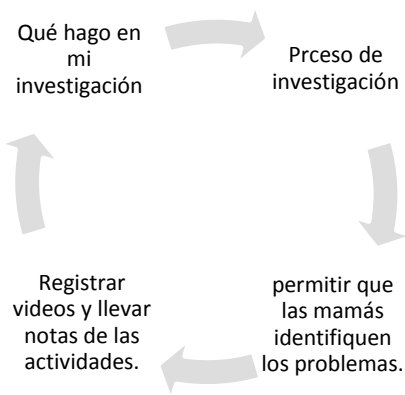 Qué hago en
mi
investigación
Prceso de
investigación
permitir que
las mamás
identifiquen
los problemas.
Registrar
videos y llevar
notas de las
actividades.